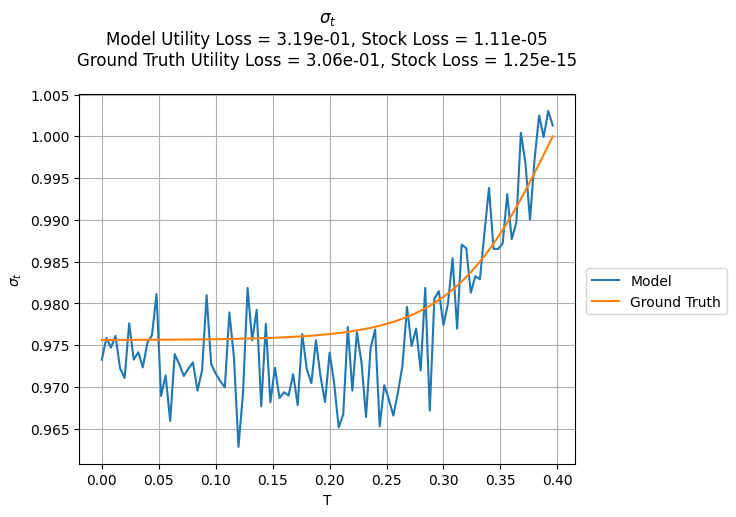 σt
Model Utility Loss = 3.19e-01, Stock Loss = 1.11e-05
Ground Truth Utility Loss = 3.06e-01, Stock Loss = 1.25e-15
1.005
1.000
0.995
0.990
0.985
0.980
0.975
0.970
0.965
σt
0.00 0.05 0.10 0.15 0.20 0.25 0.30 0.35 0.40
T
Model
Ground Truth